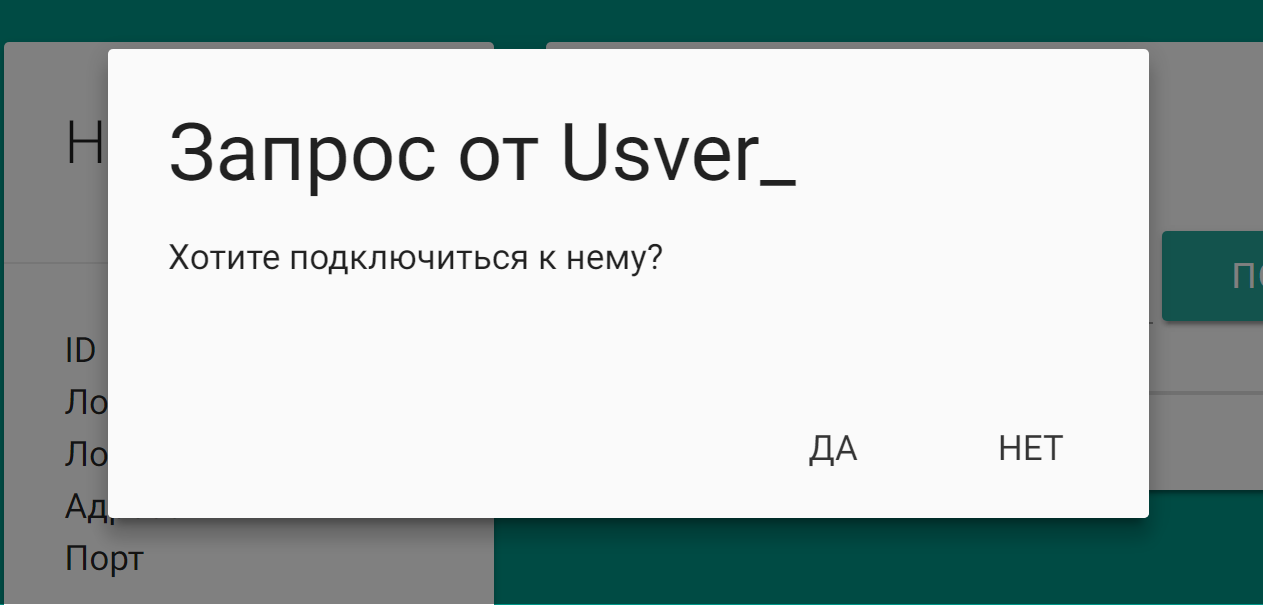 Запрос от Usver_
Хотите подключиться к нему?
ДА НЕТ
ID
Порт